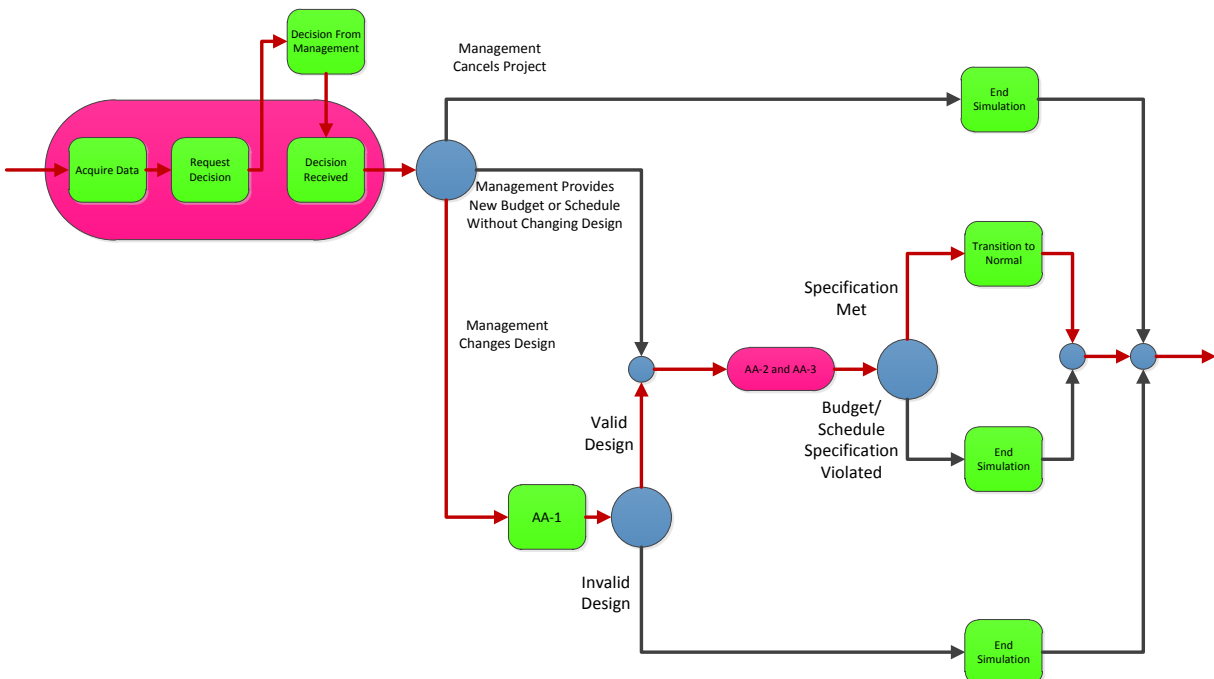 Decision From
Management
Management
Cancels Project
End
Simulation
Acquire Data
Request
Decision
Decision
Received
Management Provides
New Budget or Schedule
Without Changing Design
Transition to
Normal
Specification
Met
Management
Changes Design
AA-2 and AA-3
Budget/
Schedule
Specification
Violated
Valid
Design
End
Simulation
AA-1
Invalid
Design
End
Simulation